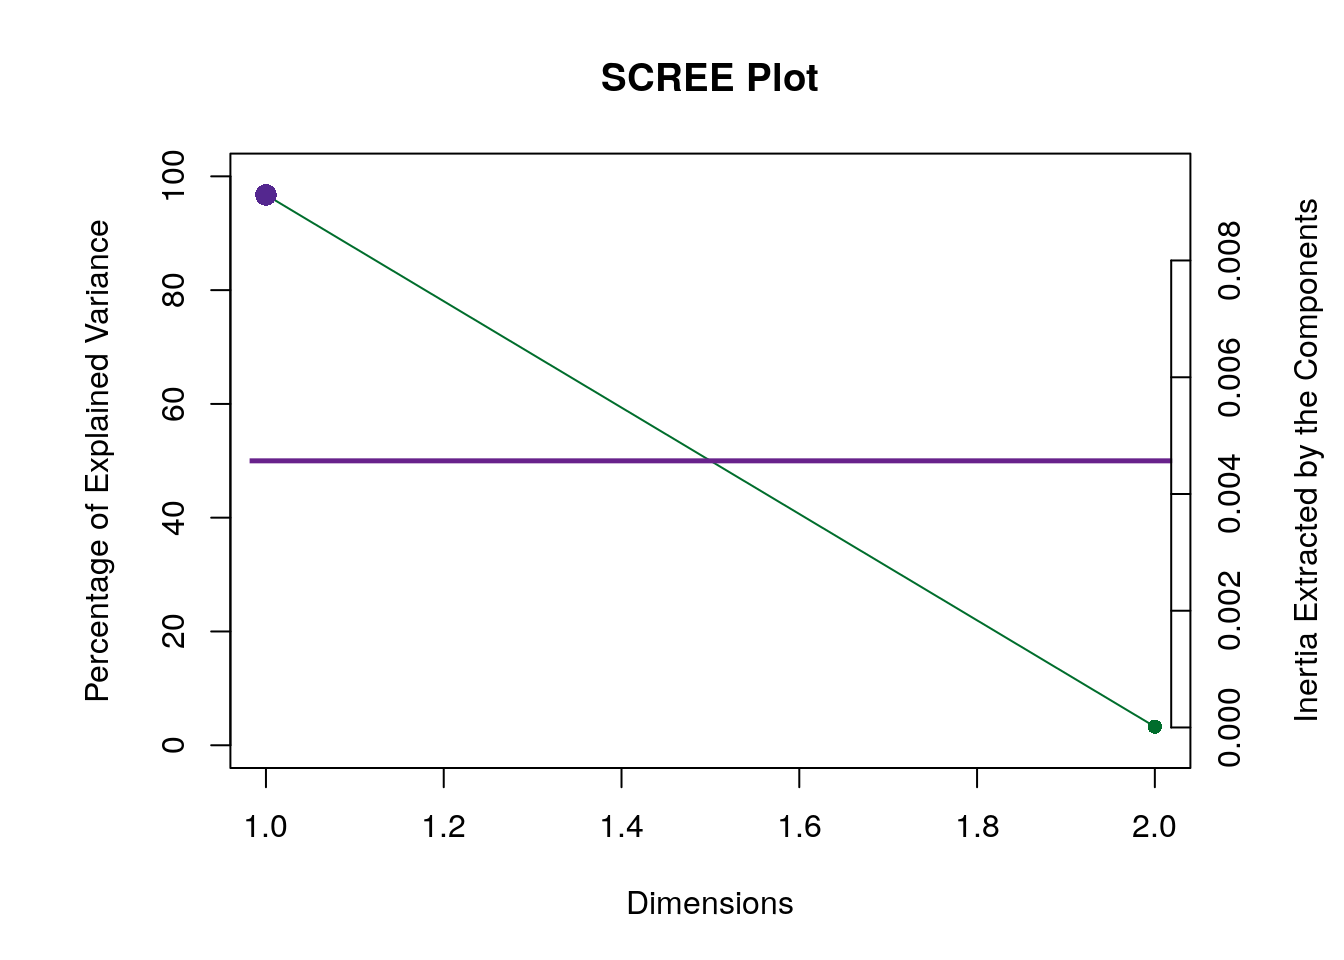 SCREE Plot
Percentage of Explained Variance
100
80
60
40
20
0
0.008
0.006
0.004
0.002
0.000
Inertia Extracted by the Components
1.0 1.2 1.4 1.6 1.8 2.0
Dimensions